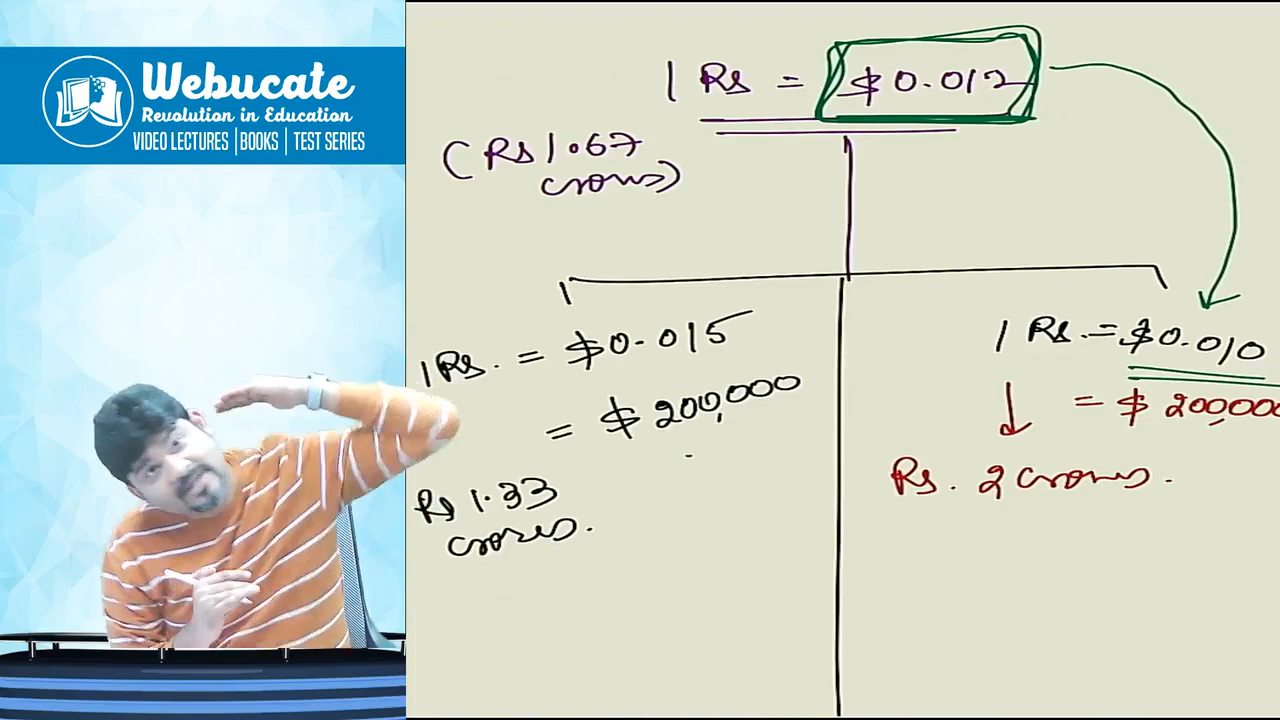 Webucate
Revolution in Education
VIDEO LECTURES | BOOKS | TEST SERIES
1 Rs = $0.012
(Rs 1.67
crores)
1 Rs. = $0.015
= $200,000
Rs 1.33
crores.
1 Rs. = $0.010
= $200,000
Rs. 2 crores.